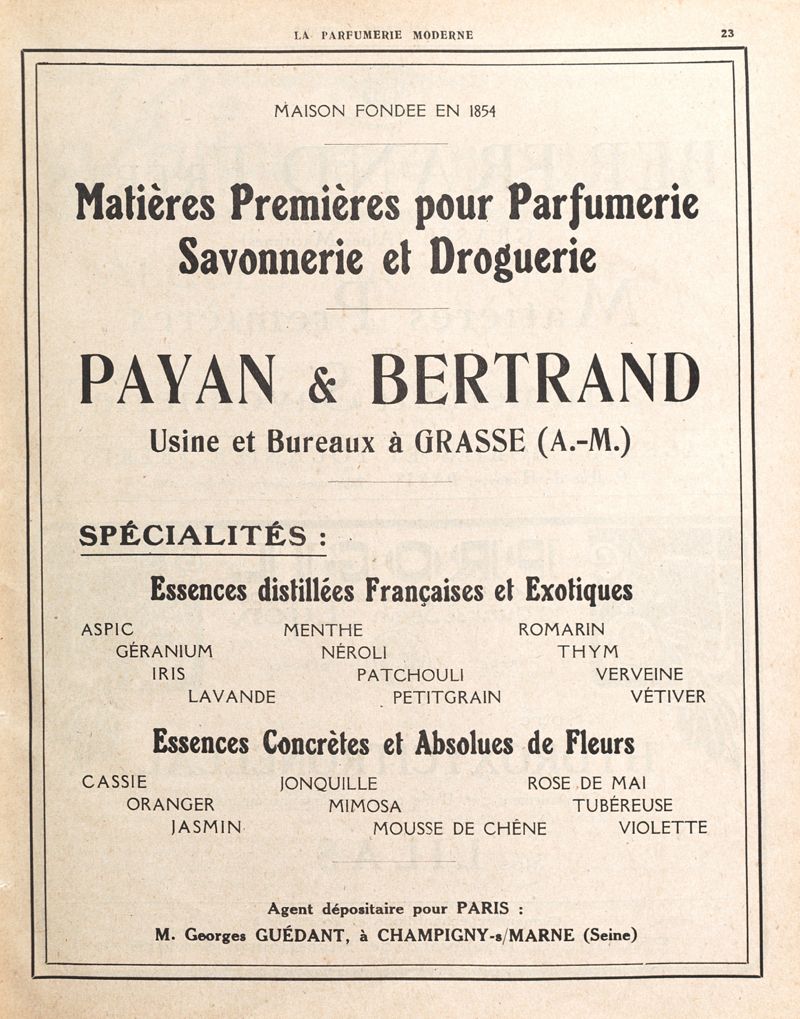 LA PARFUMERIE MODERNE 23
MAISON FONDEE EN 1854
Matières Premières pour Parfumerie
Savonnerie et Droguerie
PAYAN & BERTRAND
Usine et Bureaux à GRASSE (A.-M.)
SPÉCIALITÉS :
Essences distillées Françaises et Exotiques
ASPIC MENTHE ROMARIN
GÉRANIUM NÉROLI THYM
IRIS PATCHOULI VERVEINE
LAVANDE PETITGRAIN VÉTIVER
Essences Concrètes et Absolues de Fleurs
CASSIE JONQUILLE ROSE DE MAI
ORANGER MIMOSA TUBÉREUSE
JASMIN MOUSSE DE CHÊNE VIOLETTE
Agent dépositaire pour PARIS :
M. Georges GUÉDANT, à CHAMPIGNY-s/MARNE (Seine)